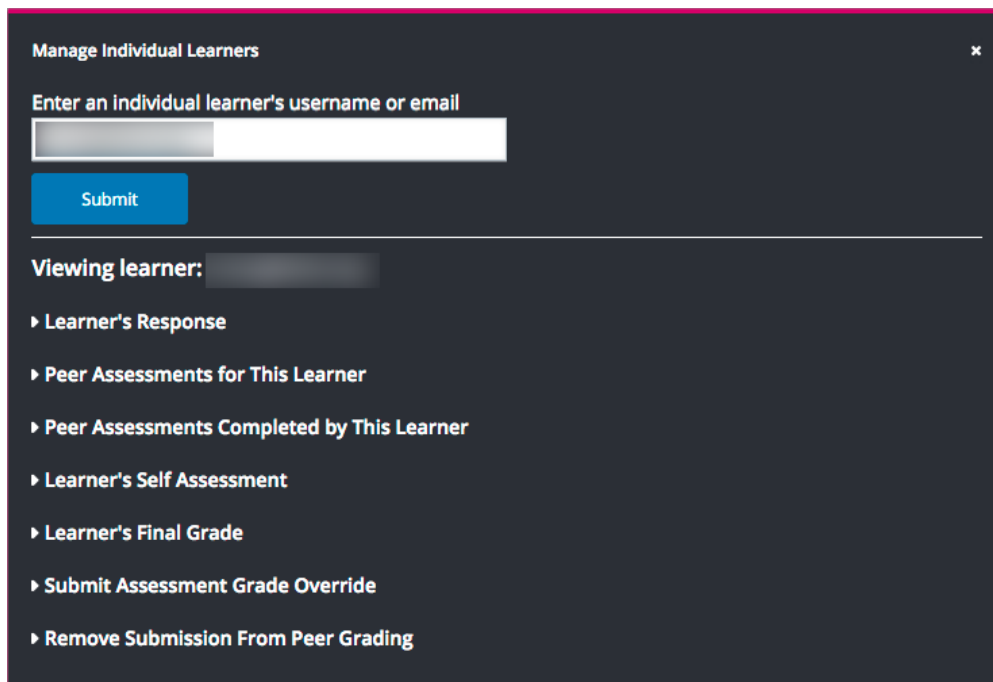 Manage Individual Learners
Enter an individual learner's username or email
Submit
Viewing learner:
Learner's Response
Peer Assessments for This Learner
Peer Assessments Completed by This Learner
Learner's Self Assessment
Learner's Final Grade
Submit Assessment Grade Override
Remove Submission From Peer Grading